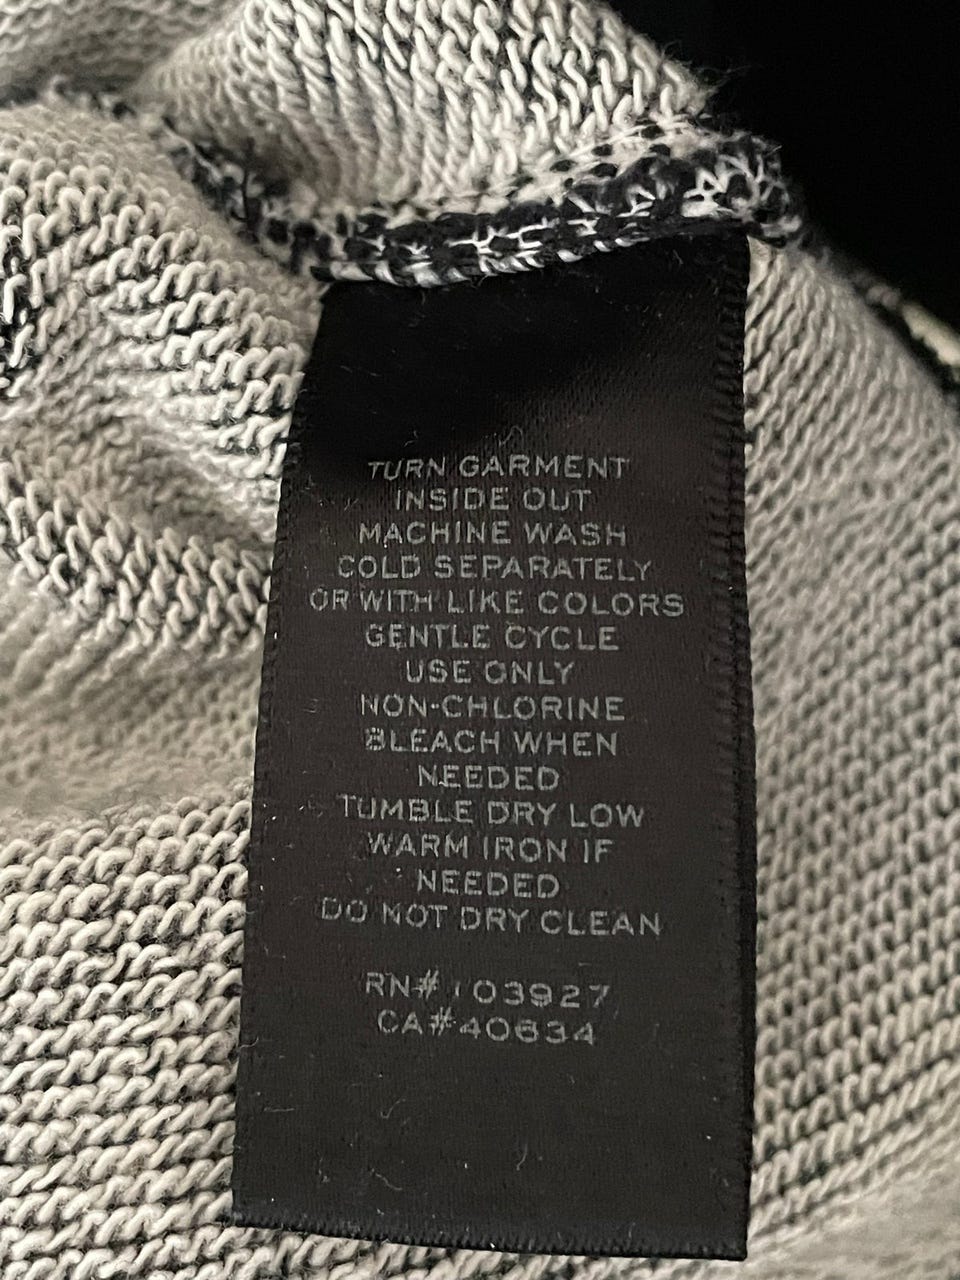 TURN GARMENT
INSIDE OUT
MACHINE WASH
COLD SEPARATELY
OR WITH LIKE COLORS
GENTLE CYCLE
USE ONLY
NON-CHLORINE
BLEACH WHEN
NEEDED
TUMBLE DRY LOW
WARM IRON IF
NEEDED
DO NOT DRY CLEAN
RN# 103927
CA#40634